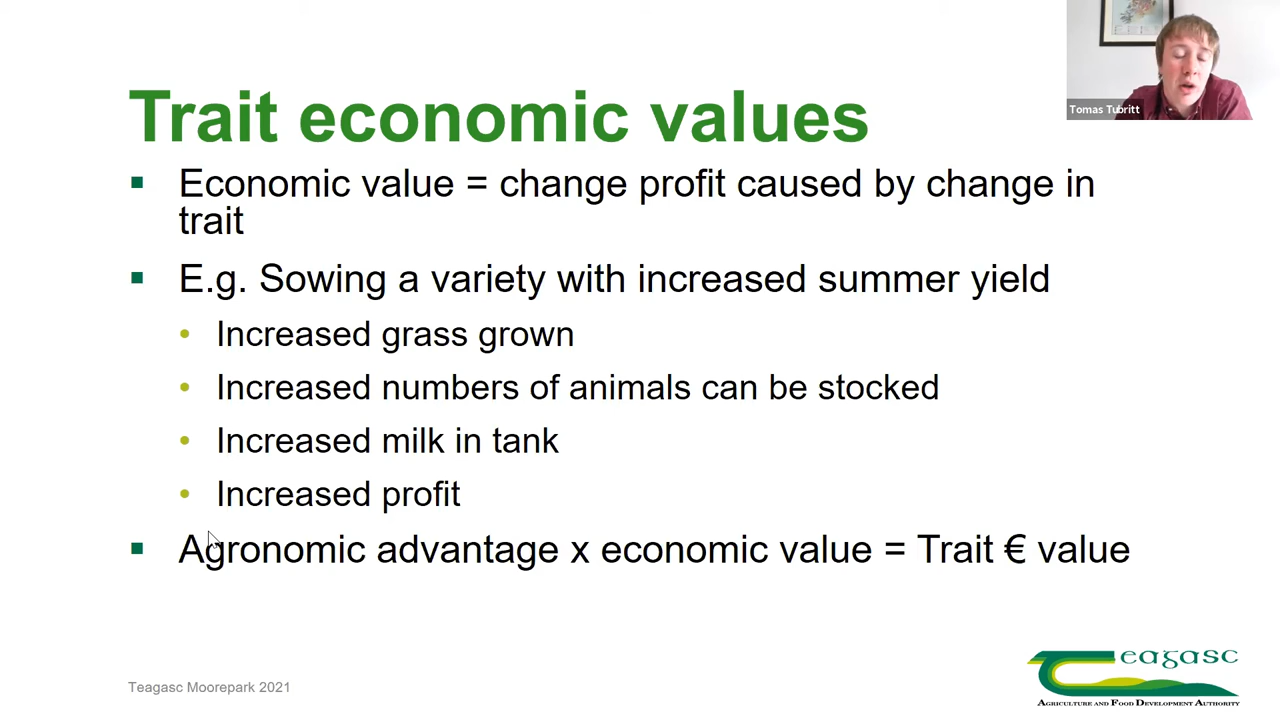 Tomas Tubritt
Trait economic values
Economic value = change profit caused by change in
trait
E.g. Sowing a variety with increased summer yield
Increased grass grown
Increased numbers of animals can be stocked
Increased milk in tank
Increased profit
Agronomic advantage x economic value = Trait € value
Teagasc Moorepark 2021
eagasc
AGRICULTURE AND FOOD DEVELOPMENT AUTHORITY